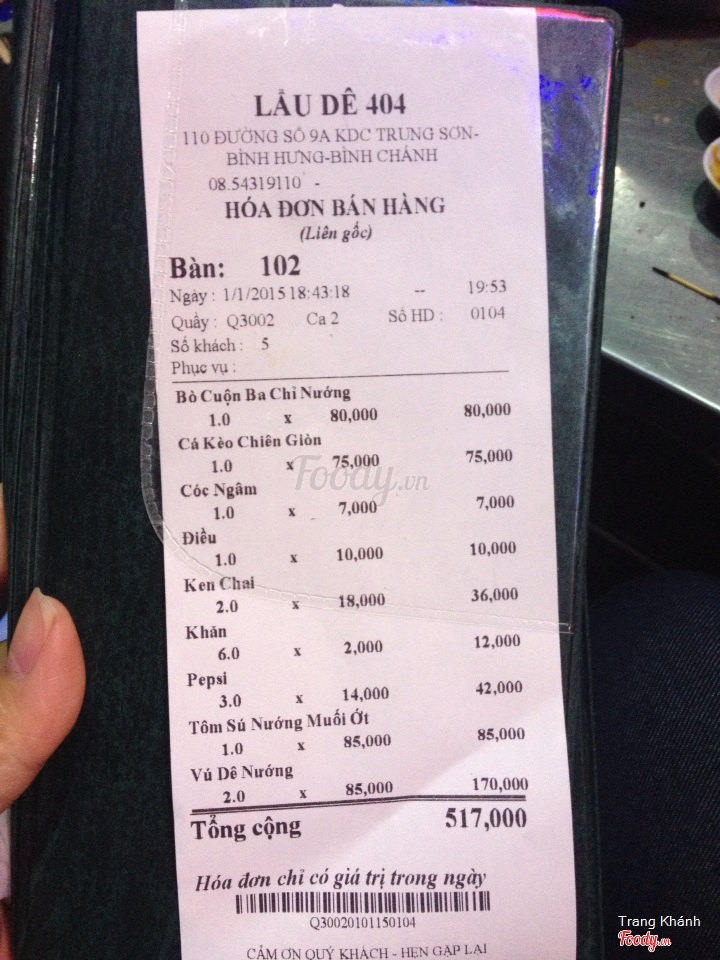 LẨU DÊ 404
110 ĐƯỜNG SỐ 9A KDC TRUNG SƠN-
BÌNH HƯNG-BÌNH CHÁNH
08.54319110 -
HÓA ĐƠN BÁN HÀNG
(Liên gốc)
Bàn: 102
Ngày : 1/1/2015 18:43:18 -- 19:53
Quầy : Q3002 Ca 2 Số HD : 0104
Số khách : 5
Phục vụ :
Bò Cuộn Ba Chỉ Nướng
1.0 x 80,000 80,000
Cá Kèo Chiên Giòn
1.0 x 75,000 75,000
Foody.vn
Cóc Ngâm
1.0 x 7,000 7,000
Điều
1.0 x 10,000 10,000
Ken Chai
2.0 x 18,000 36,000
Khăn
6.0 x 2,000 12,000
Pepsi
3.0 x 14,000 42,000
Tôm Sú Nướng Muối Ớt
1.0 x 85,000 85,000
Vú Dê Nướng
2.0 x 85,000 170,000
Tổng cộng 517,000
Hóa đơn chỉ có giá trị trong ngày
Q30020101150104
CẢM ƠN QUÝ KHÁCH - HẸN GẶP LẠI
Trang Khánh
Foody.vn